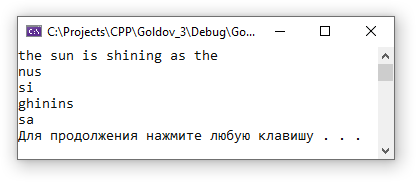 C:\Projects\CPP\Goldov_3\Debug\Go...
the sun is shining as the
nus
si
ghinins
sa
Для продолжения нажмите любую клавишу . . .